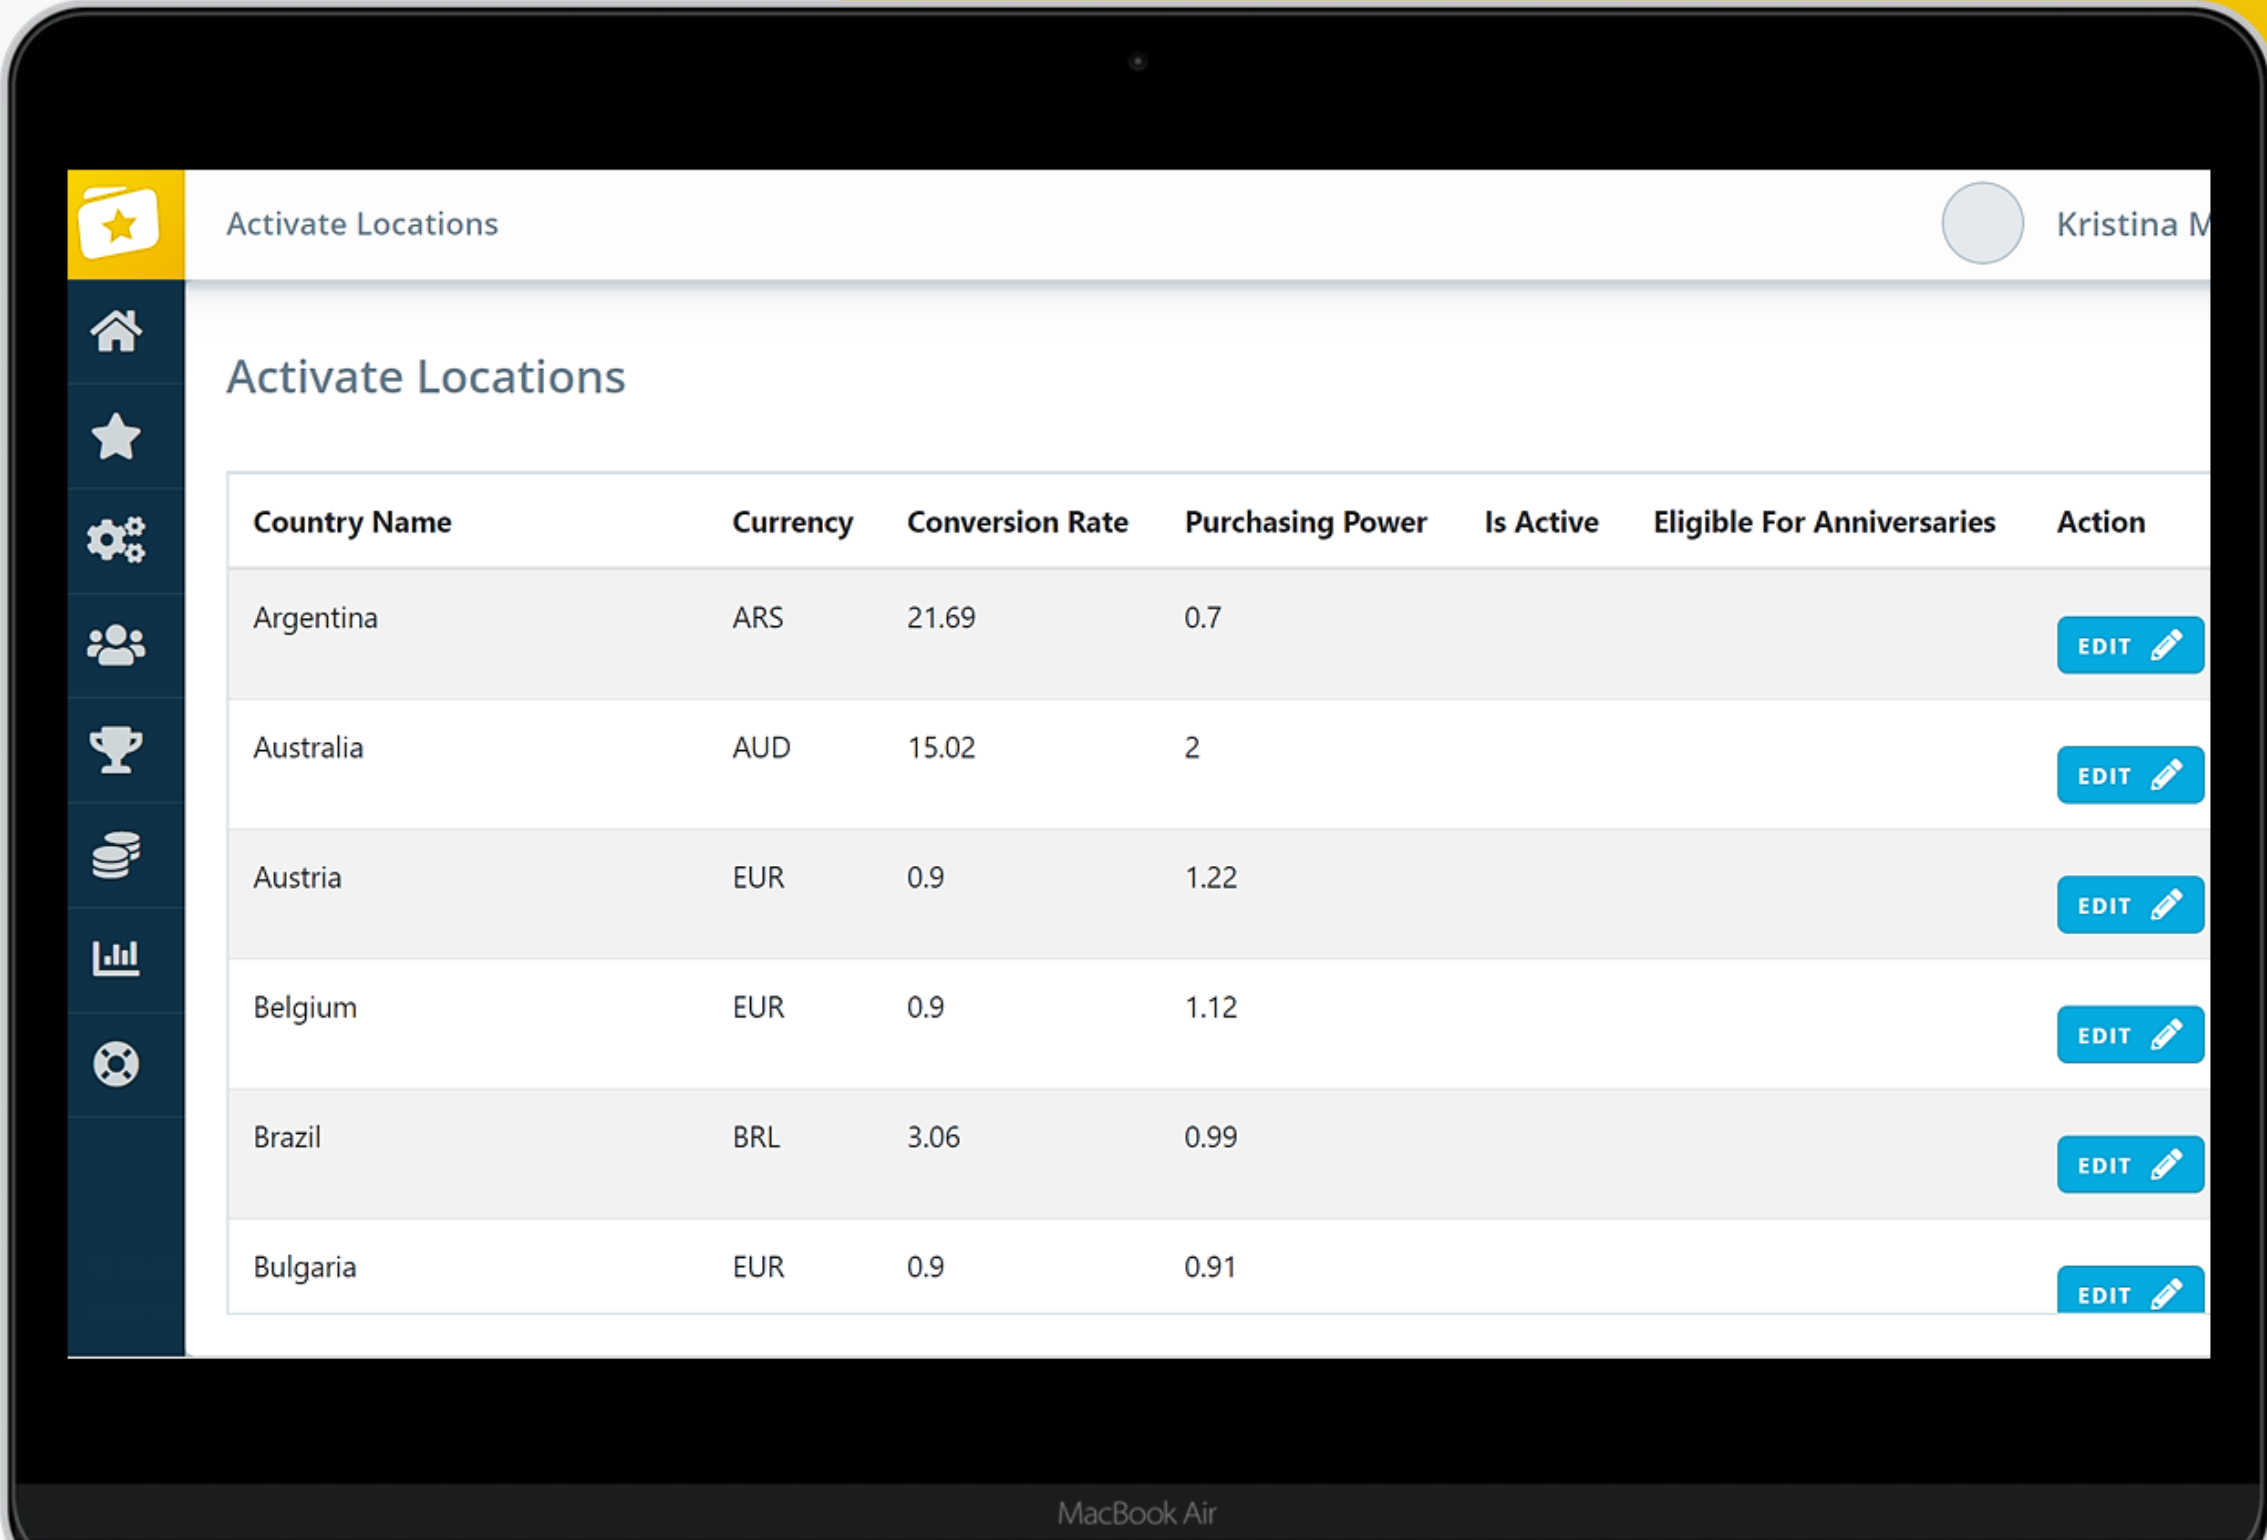 Activate Locations
Kristina M
Activate Locations
Country Name Currency Conversion Rate Purchasing Power Is Active Eligible For Anniversaries Action
Argentina ARS 21.69 0.7 EDIT
Australia AUD 15.02 2 EDIT
Austria EUR 0.9 1.22 EDIT
Belgium EUR 0.9 1.12 EDIT
Brazil BRL 3.06 0.99 EDIT
Bulgaria EUR 0.9 0.91 EDIT
MacBook Air